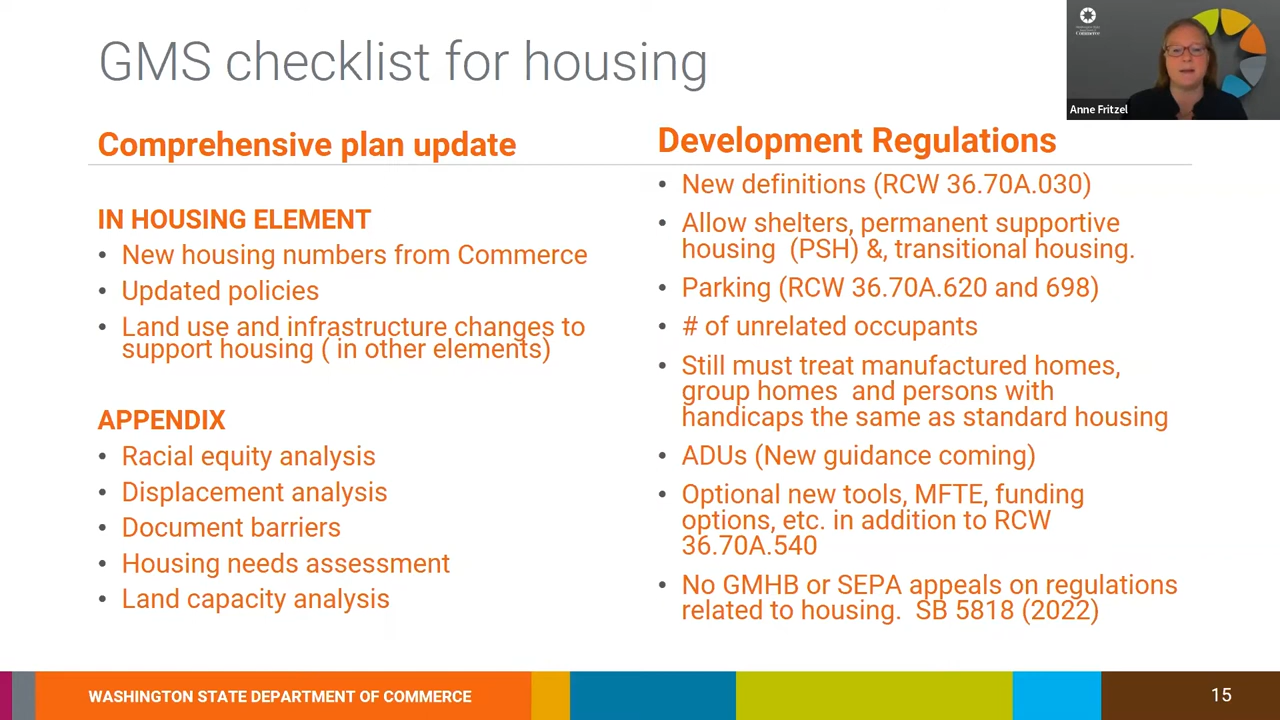 GMS checklist for housing
Comprehensive plan update
IN HOUSING ELEMENT
• New housing numbers from Commerce
• Updated policies
• Land use and infrastructure changes to
support housing ( in other elements)
APPENDIX
• Racial equity analysis
• Displacement analysis
• Document barriers
• Housing needs assessment
• Land capacity analysis
Development Regulations
• New definitions (RCW 36.70A.030)
• Allow shelters, permanent supportive
housing (PSH) &, transitional housing.
• Parking (RCW 36.70A.620 and 698)
• # of unrelated occupants
• Still must treat manufactured homes,
group homes and persons with
handicaps the same as standard housing
• ADUs (New guidance coming)
• Optional new tools, MFTE, funding
options, etc. in addition to RCW
36.70A.540
• No GMHB or SEPA appeals on regulations
related to housing. SB 5818 (2022)
Commerce
Anne Fritzel
WASHINGTON STATE DEPARTMENT OF COMMERCE
15